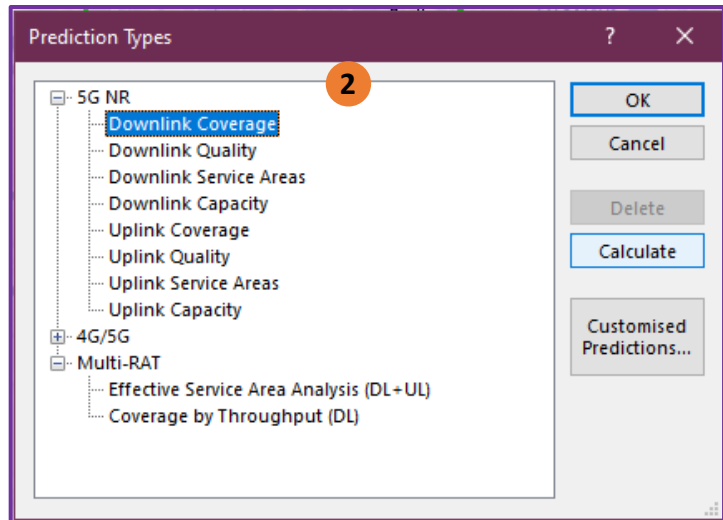 Prediction Types
?
2
5G NR
Downlink Coverage
Downlink Quality
Downlink Service Areas
Downlink Capacity
Uplink Coverage
Uplink Quality
Uplink Service Areas
Uplink Capacity
4G/5G
Multi-RAT
Effective Service Area Analysis (DL+UL)
Coverage by Throughput (DL)
OK
Cancel
Delete
Calculate
Customised
Predictions...